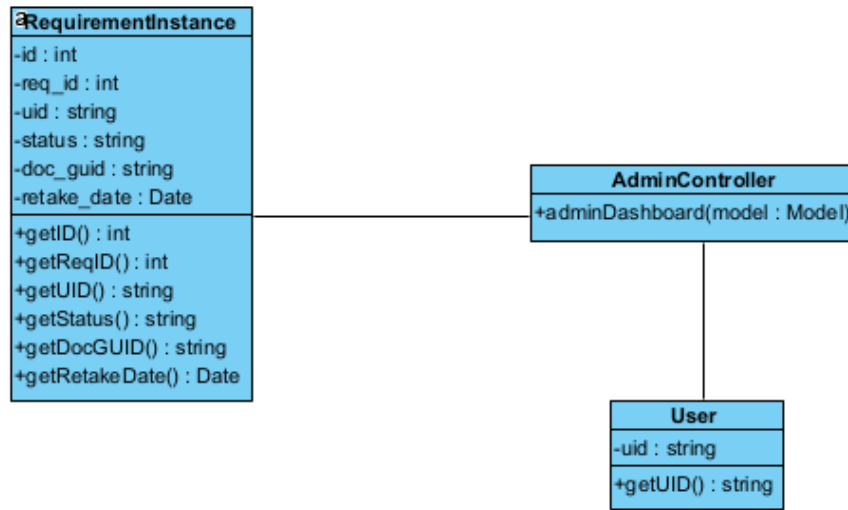 a
RequirementInstance
-id : int
-req_id : int
-uid : string
-status : string
-doc_guid : string
-retake_date : Date
+getID() : int
+getReqID() : int
+getUID() : string
+getStatus() : string
+getDocGUID() : string
+getRetakeDate() : Date
AdminController
+adminDashboard(model : Model)
User
-uid : string
+getUID() : string